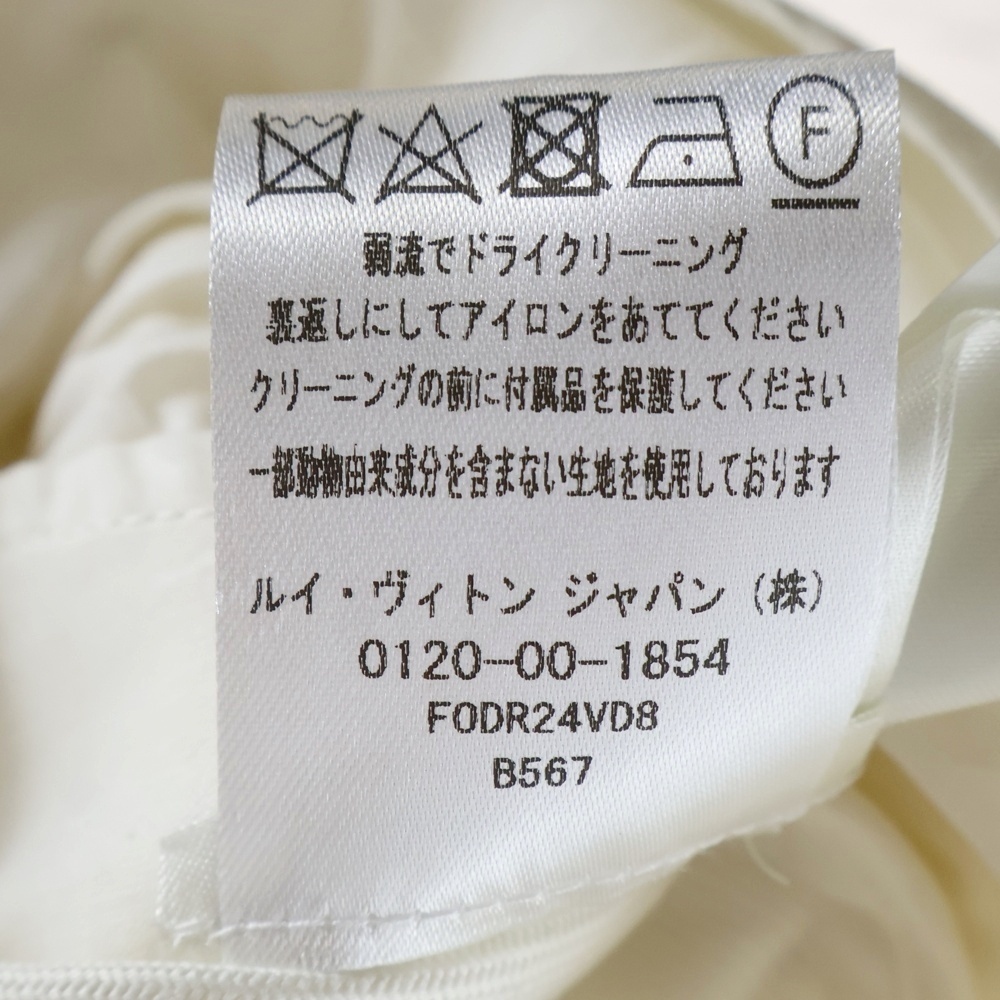 F
弱流でドライクリーニング
裏返しにしてアイロンをあててください
クリーニングの前に付属品を保護してください
一部動物由来成分を含まない生地を使用しております
ルイ・ヴィトン ジャパン（株）
0120-00-1854
FODR24VD8
B567